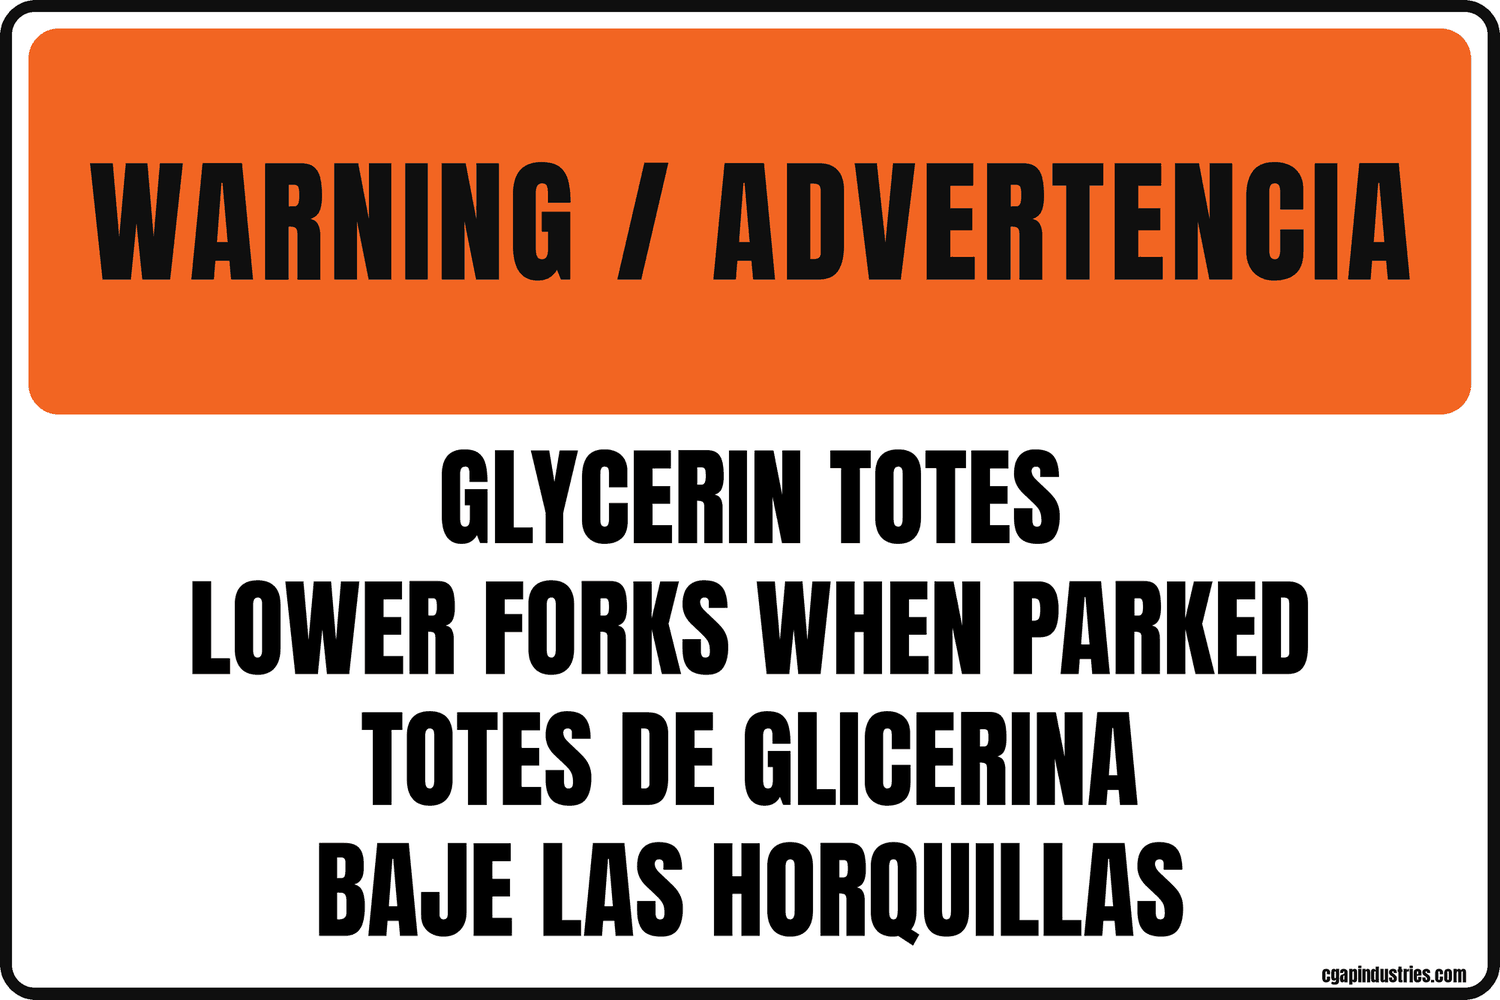 WARNING / ADVERTENCIA
GLYCERIN TOTES
LOWER FORKS WHEN PARKED
TOTES DE GLICERINA
BAJE LAS HORQUILLAS
cgapindustries.com